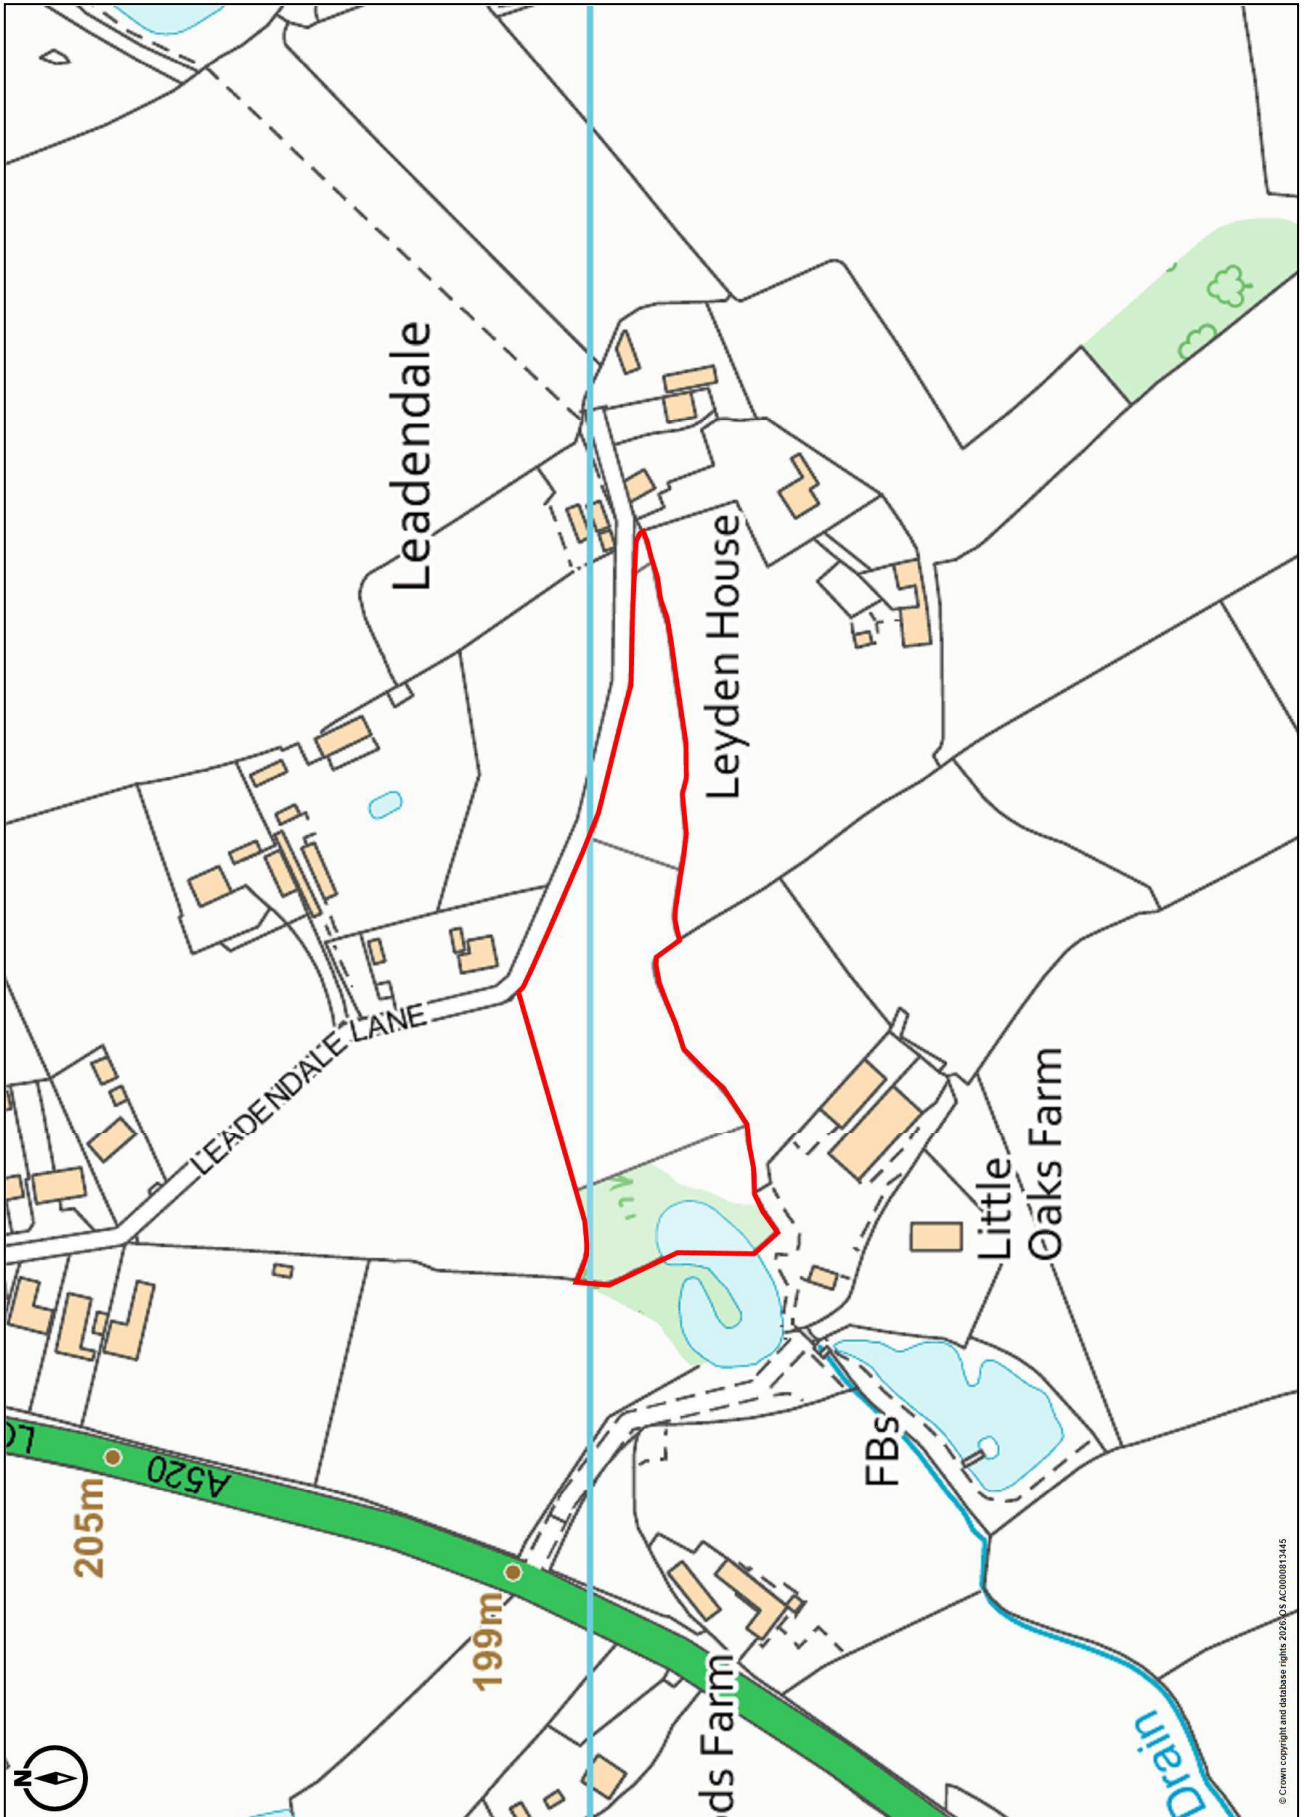 Leadendale
LEADENDALE LANE
Leyden House
Little
Oaks Farm
FBs
A520
205m
199m
ds Farm
Drain
N
© Crown copyright and database rights 2026. OS AC0000813445